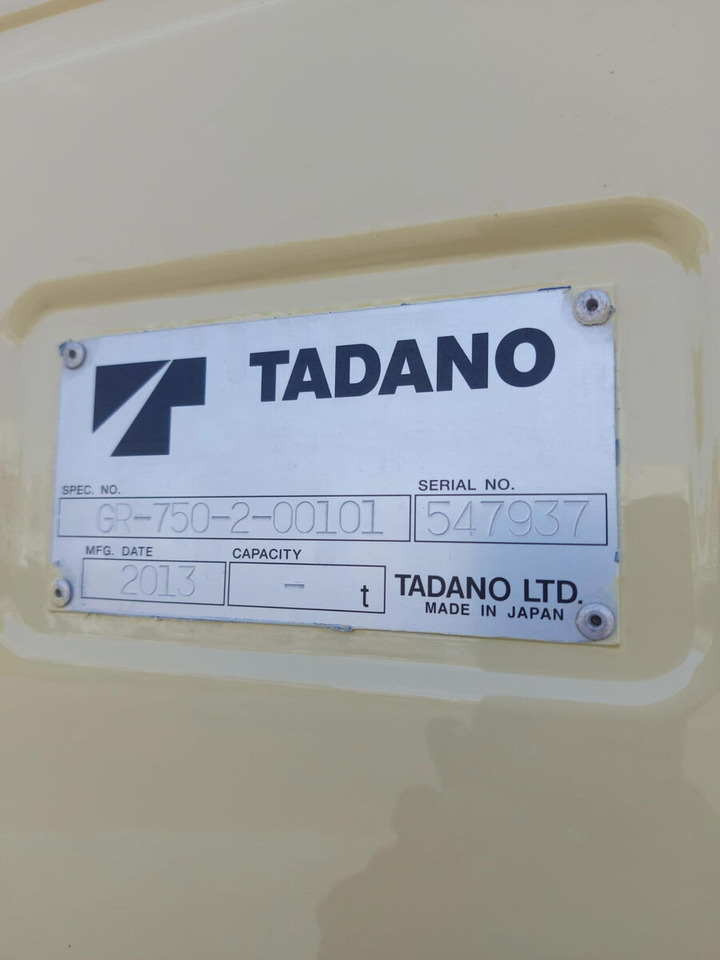 TADANO
SPEC. NO.
GR-750-2-00101
SERIAL NO.
547937
MFG. DATE
2013
CAPACITY
- t
TADANO LTD.
MADE IN JAPAN